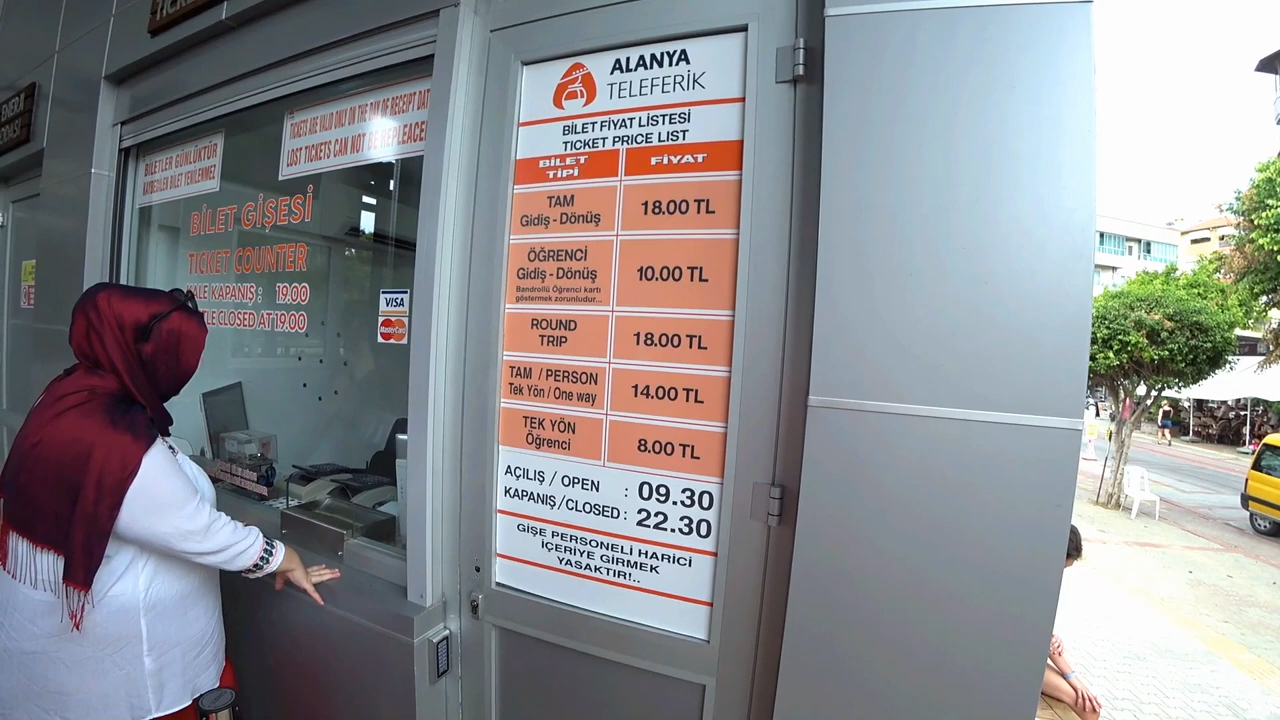 BİLETLER GÜNLÜKTÜR
KAYBEDİLEN BİLET YENİLENMEZ
TICKETS ARE VALID ONLY ON THE DAY OF RECEIPT DAT
LOST TICKETS CAN NOT BE REPLEACED
BİLET GİŞESİ
TICKET COUNTER
KALE KAPANIŞ : 19.00
CLOSED AT 19.00
VISA
MasterCard
ALANYA
TELEFERİK
BİLET FİYAT LİSTESİ
TICKET PRICE LIST
BİLET TİPİ FİYAT
TAM
Gidiş - Dönüş
18.00 TL
ÖĞRENCİ
Gidiş - Dönüş
Bandrollü Öğrenci kartı
göstermek zorunludur...
10.00 TL
ROUND
TRIP
18.00 TL
TAM / PERSON
Tek Yön / One way
14.00 TL
TEK YÖN
Öğrenci
8.00 TL
AÇILIŞ / OPEN : 09.30
KAPANIŞ / CLOSED : 22.30
GİŞE PERSONELİ HARİCİ
İÇERİYE GİRMEK
YASAKTIR!..